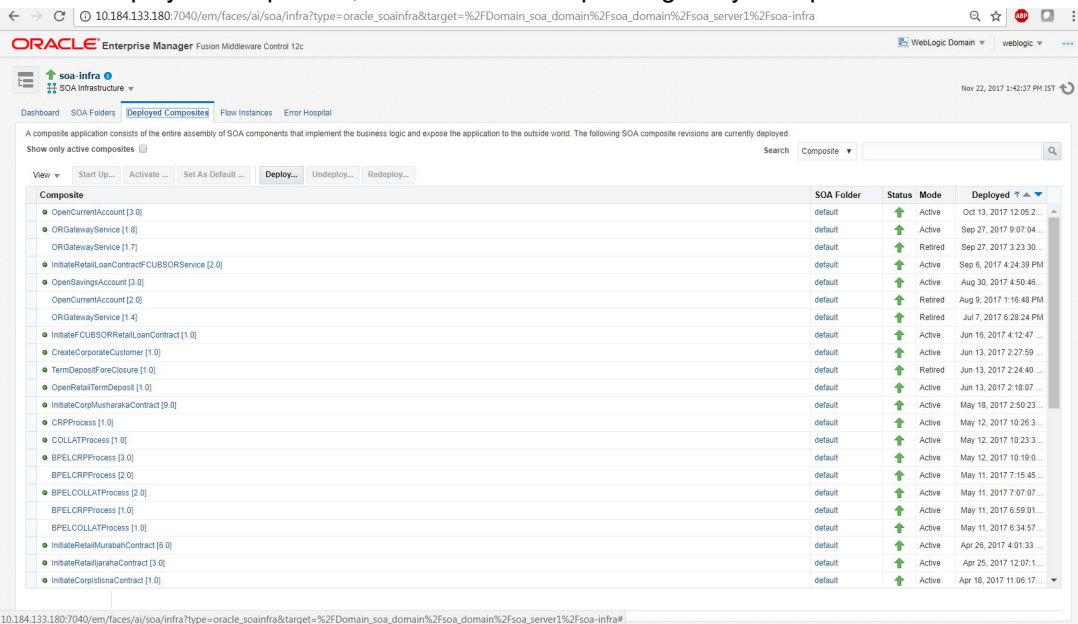 10.184.133.180:7040/em/faces/ai/soa/infra?type=oracle_soainfra&target=%2FDomain_soa_domain%2Fsoa_domain%2Fsoa_server1%2Fsoa-infra
ORACLE Enterprise Manager Fusion Middleware Control 12c WebLogic Domain weblogic
soa-infra
SOA Infrastructure Nov 22, 2017 1:42:37 PM IST
Dashboard SOA Folders Deployed Composites Flow Instances Error Hospital
A composite application consists of the entire assembly of SOA components that implement the business logic and expose the application to the outside world. The following SOA composite revisions are currently deployed.
Show only active composites Search Composite
View Start Up... Activate ... Set As Default ... Deploy... Undeploy... Redeploy...
Composite SOA Folder Status Mode Deployed ?
OpenCurrentAccount [3.0] default Active Oct 13, 2017 12:05:2...
ORGatewayService [1.8] default Active Sep 27, 2017 9:07:04...
ORGatewayService [1.7] default Retired Sep 27, 2017 3:23:30...
InitiateRetailLoanContractFCUBSORService [2.0] default Active Sep 6, 2017 4:24:39 PM
OpenSavingsAccount [3.0] default Active Aug 30, 2017 4:50:46...
OpenCurrentAccount [2.0] default Retired Aug 9, 2017 1:16:48 PM
ORGatewayService [1.4] default Retired Jul 7, 2017 6:28:24 PM
InitiateFCUBSORRetailLoanContract [1.0] default Active Jun 16, 2017 4:12:47 ...
CreateCorporateCustomer [1.0] default Active Jun 13, 2017 2:27:59 ...
TermDepositForeClosure [1.0] default Retired Jun 13, 2017 2:24:40 ...
OpenRetailTermDeposit [1.0] default Active Jun 13, 2017 2:18:07 ...
InitiateCorpMusharakaContract [9.0] default Active May 18, 2017 2:50:23...
CRPProcess [1.0] default Active May 12, 2017 10:26:3...
COLLATProcess [1.0] default Active May 12, 2017 10:23:3...
BPELCRPProcess [3.0] default Active May 12, 2017 10:19:0...
BPELCRPProcess [2.0] default Active May 11, 2017 7:15:45...
BPELCOLLATProcess [2.0] default Active May 11, 2017 7:07:07...
BPELCRPProcess [1.0] default Active May 11, 2017 6:59:01...
BPELCOLLATProcess [1.0] default Active May 11, 2017 6:34:57...
InitiateRetailMurabahContract [6.0] default Active Apr 26, 2017 4:01:33 ...
InitiateRetailIjarahaContract [3.0] default Active Apr 25, 2017 12:07:1...
InitiateCorpIstisnaContract [1.0] default Active Apr 18, 2017 11:06:17...
10.184.133.180:7040/em/faces/ai/soa/infra?type=oracle_soainfra&target=%2FDomain_soa_domain%2Fsoa_domain%2Fsoa_server1%2Fsoa-infra#